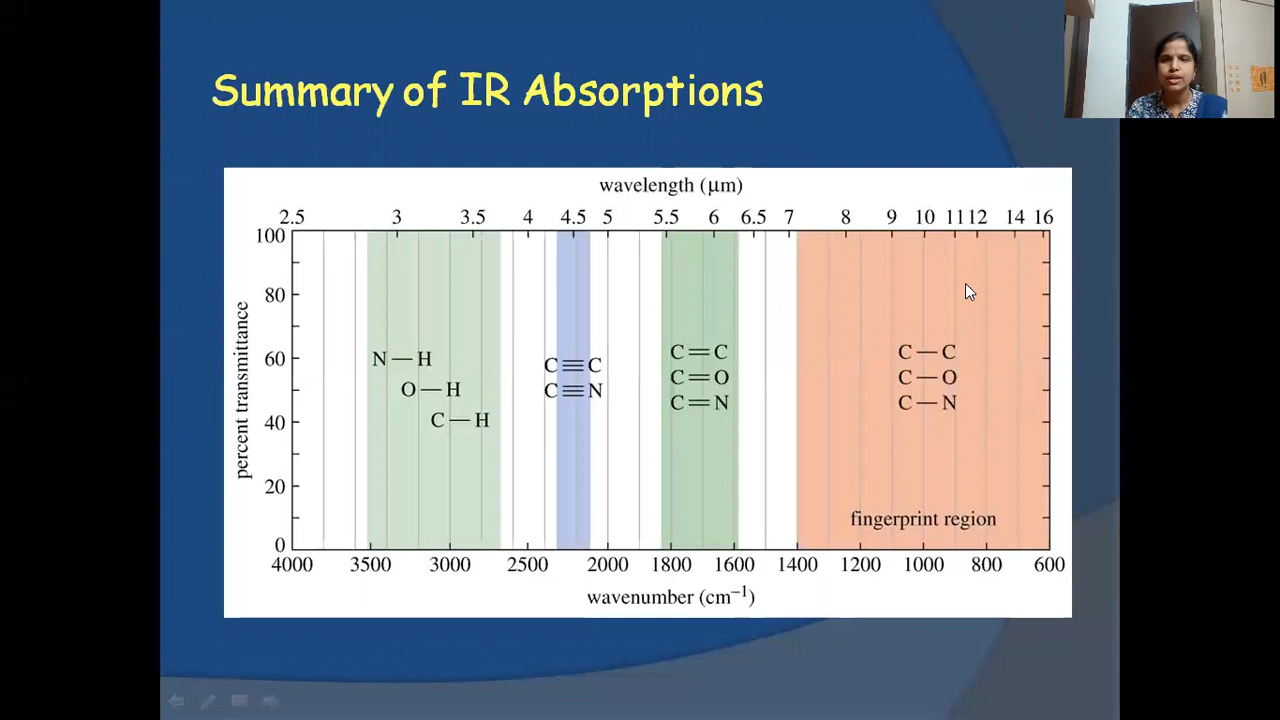 Summary of IR Absorptions
wavelength (μm)
2.5 3 3.5 4 4.5 5 5.5 6 6.5 7 8 9 10 11 12 14 16
percent transmittance
100
80
60
40
20
0
N—H
O—H
C—H
C≡C
C≡N
C=C
C=O
C=N
C—C
C—O
C—N
fingerprint region
4000 3500 3000 2500 2000 1800 1600 1400 1200 1000 800 600
wavenumber (cm⁻¹)